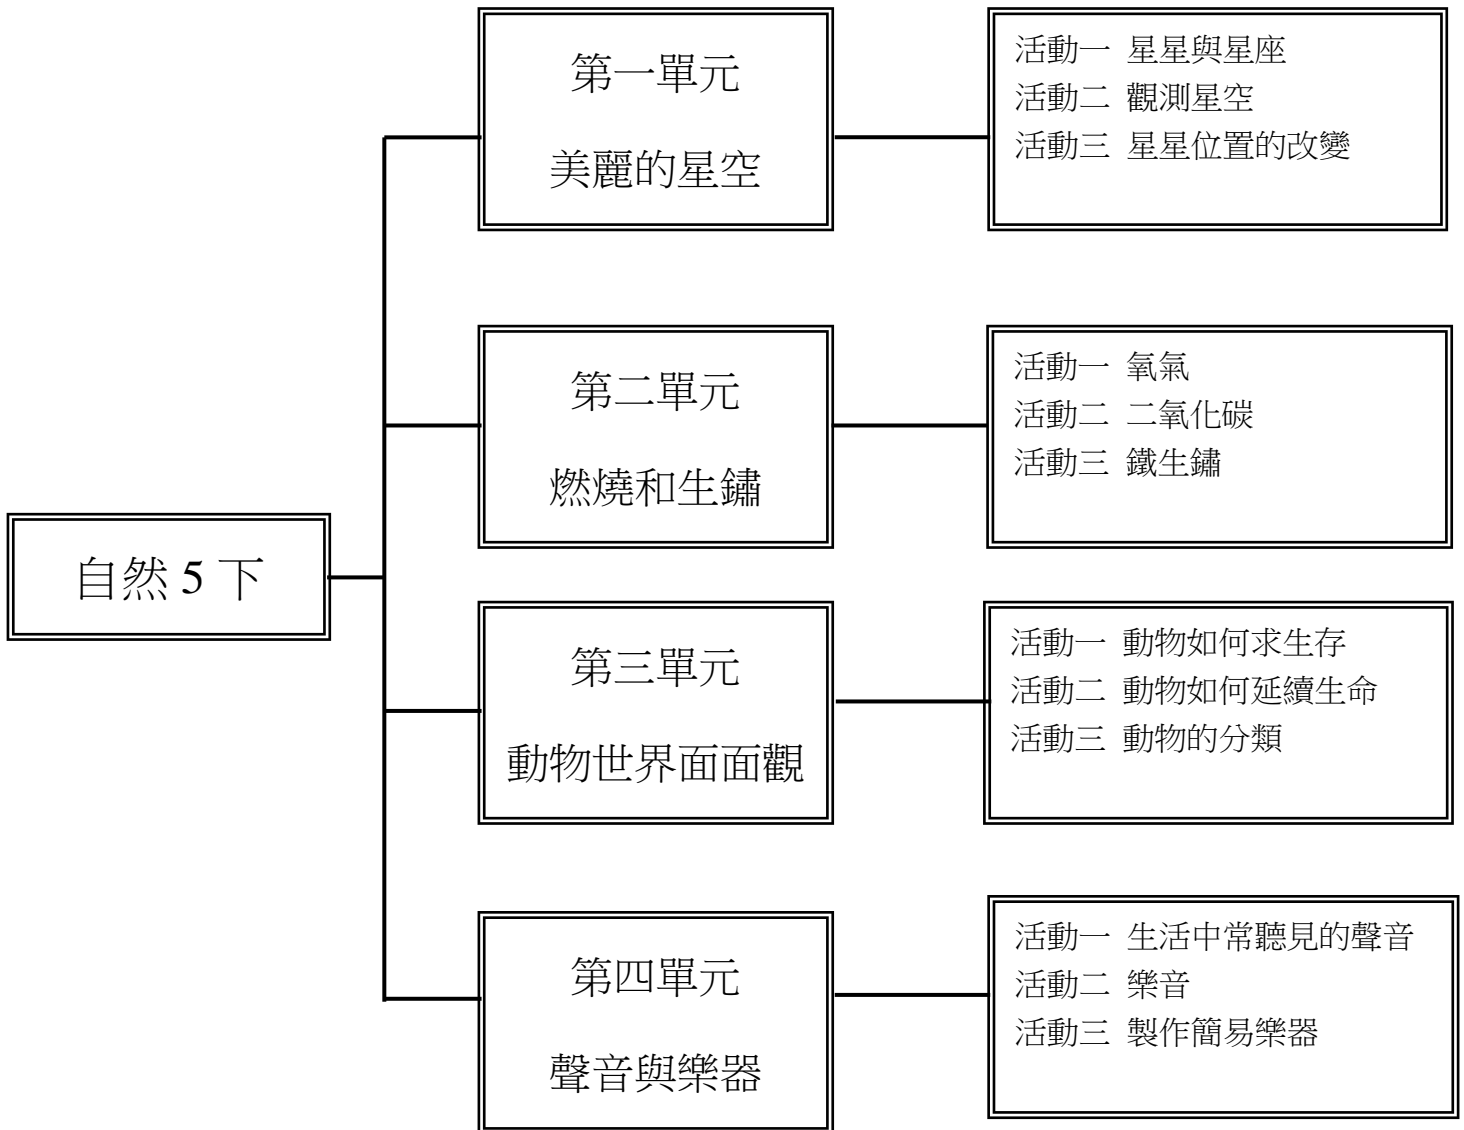 自然 5 下
第一單元
美麗的星空
活動一 星星與星座
活動二 觀測星空
活動三 星星位置的改變
第二單元
燃燒和生鏽
活動一 氧氣
活動二 二氧化碳
活動三 鐵生鏽
第三單元
動物世界面面觀
活動一 動物如何求生存
活動二 動物如何延續生命
活動三 動物的分類
第四單元
聲音與樂器
活動一 生活中常聽見的聲音
活動二 樂音
活動三 製作簡易樂器